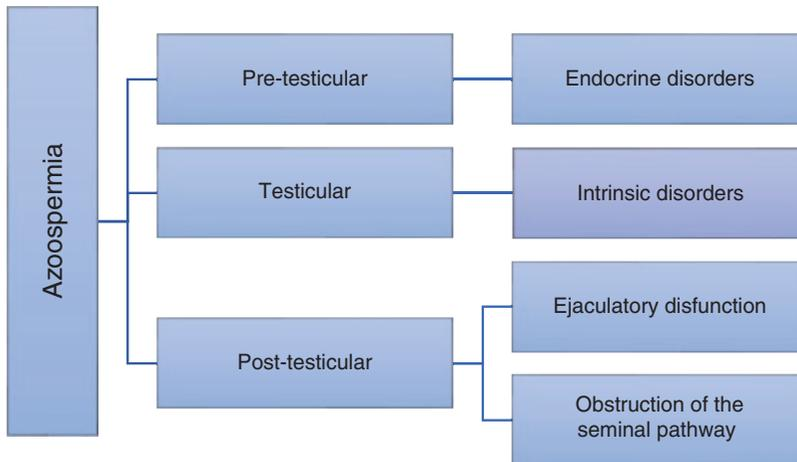 Azoospermia
Pre-testicular
Endocrine disorders
Testicular
Intrinsic disorders
Post-testicular
Ejaculatory disfunction
Obstruction of the
seminal pathway